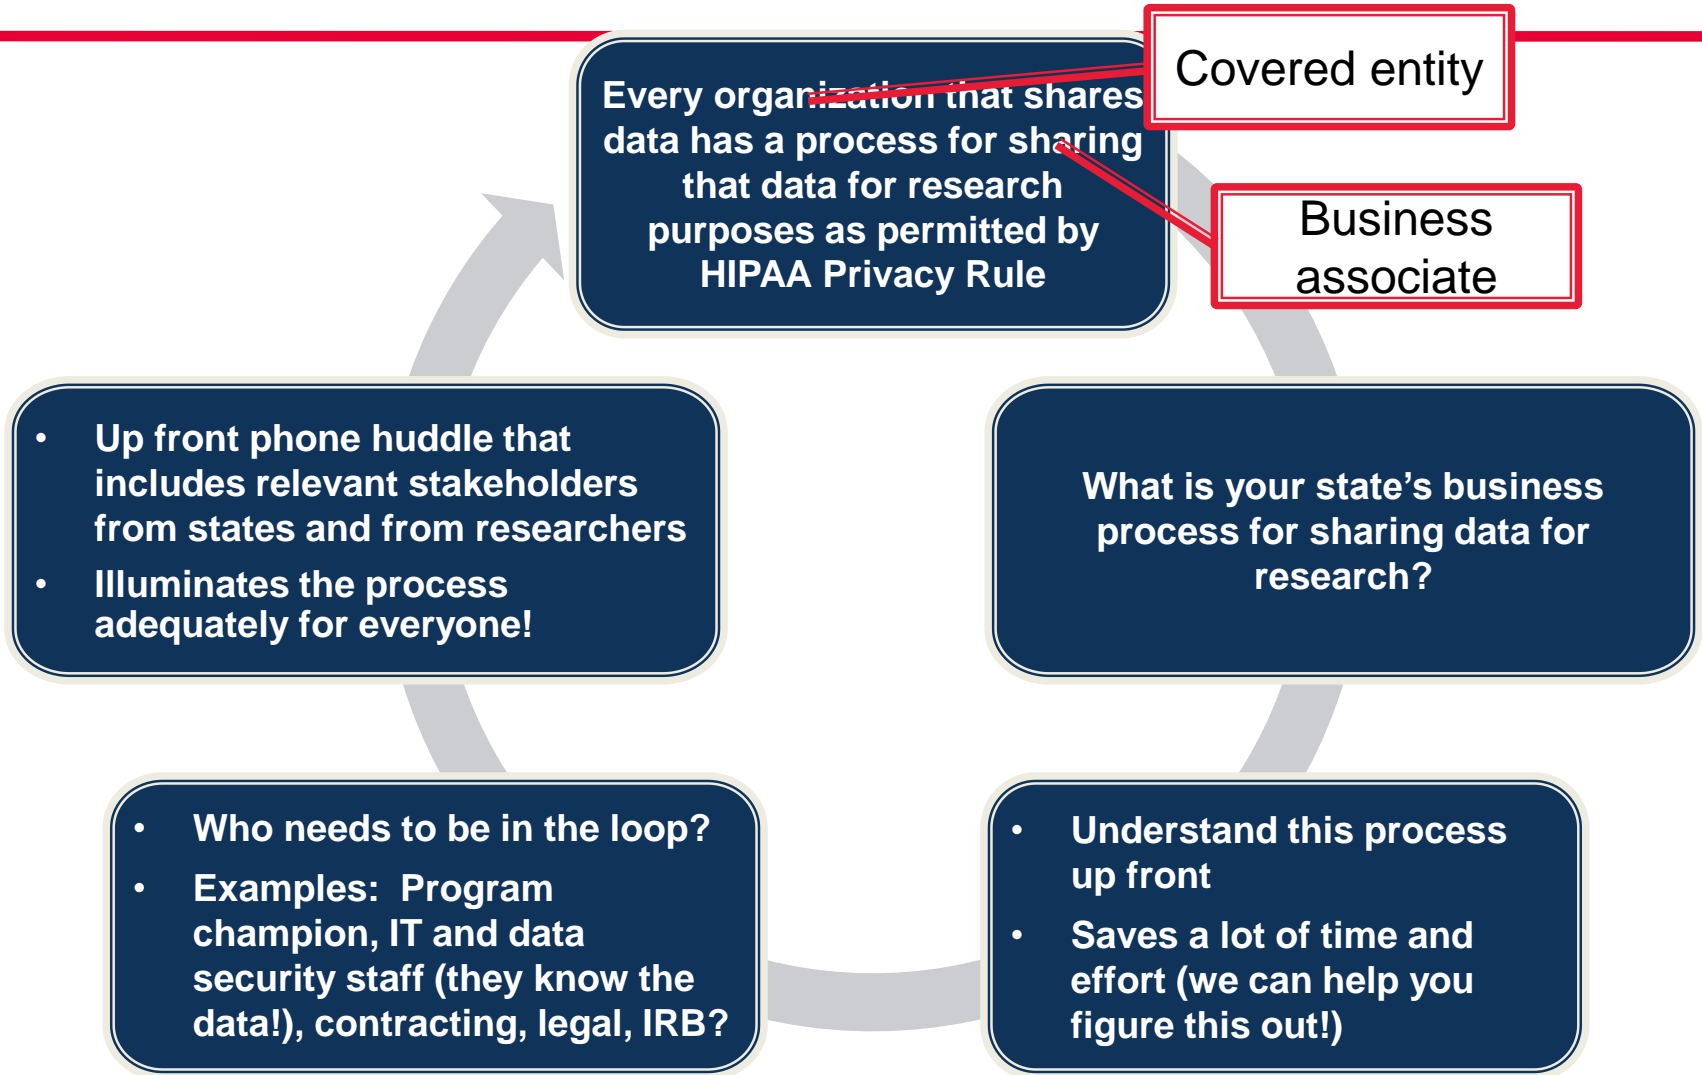 Covered entity
Every organization that shares
data has a process for sharing
that data for research
purposes as permitted by
HIPAA Privacy Rule
Business
associate
What is your state’s business
process for sharing data for
research?
• Understand this process
up front
• Saves a lot of time and
effort (we can help you
figure this out!)
• Who needs to be in the loop?
• Examples: Program
champion, IT and data
security staff (they know the
data!), contracting, legal, IRB?
• Up front phone huddle that
includes relevant stakeholders
from states and from researchers
• Illuminates the process
adequately for everyone!